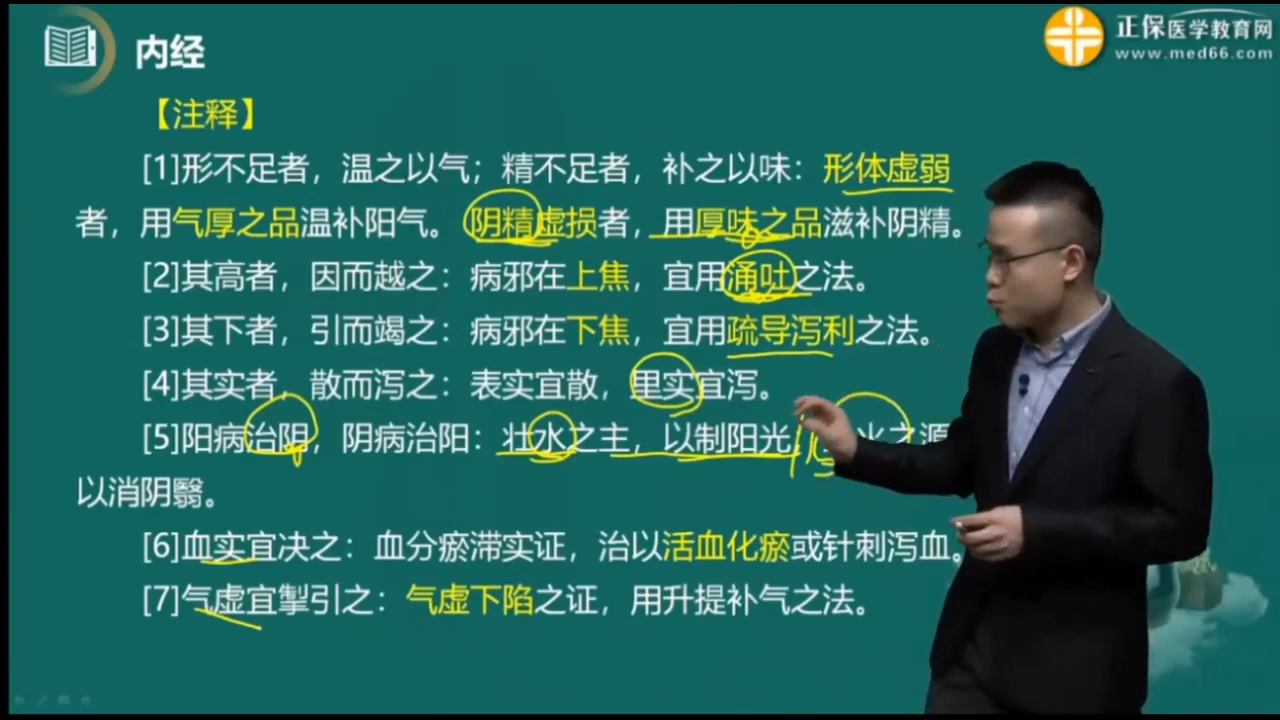 内经
正保医学教育网
www.med66.com
【注释】
[1]形不足者，温之以气；精不足者，补之以味：形体虚弱
者，用气厚之品温补阳气。阴精虚损者，用厚味之品滋补阴精。
[2]其高者，因而越之：病邪在上焦，宜用涌吐之法。
[3]其下者，引而竭之：病邪在下焦，宜用疏导泻利之法。
[4]其实者，散而泻之：表实宜散，里实宜泻。
[5]阳病治阴，阴病治阳：壮水之主，以制阳光，火之源
以消阴翳。
[6]血实宜决之：血分瘀滞实证，治以活血化瘀或针刺泻血。
[7]气虚宜掣引之：气虚下陷之证，用升提补气之法。